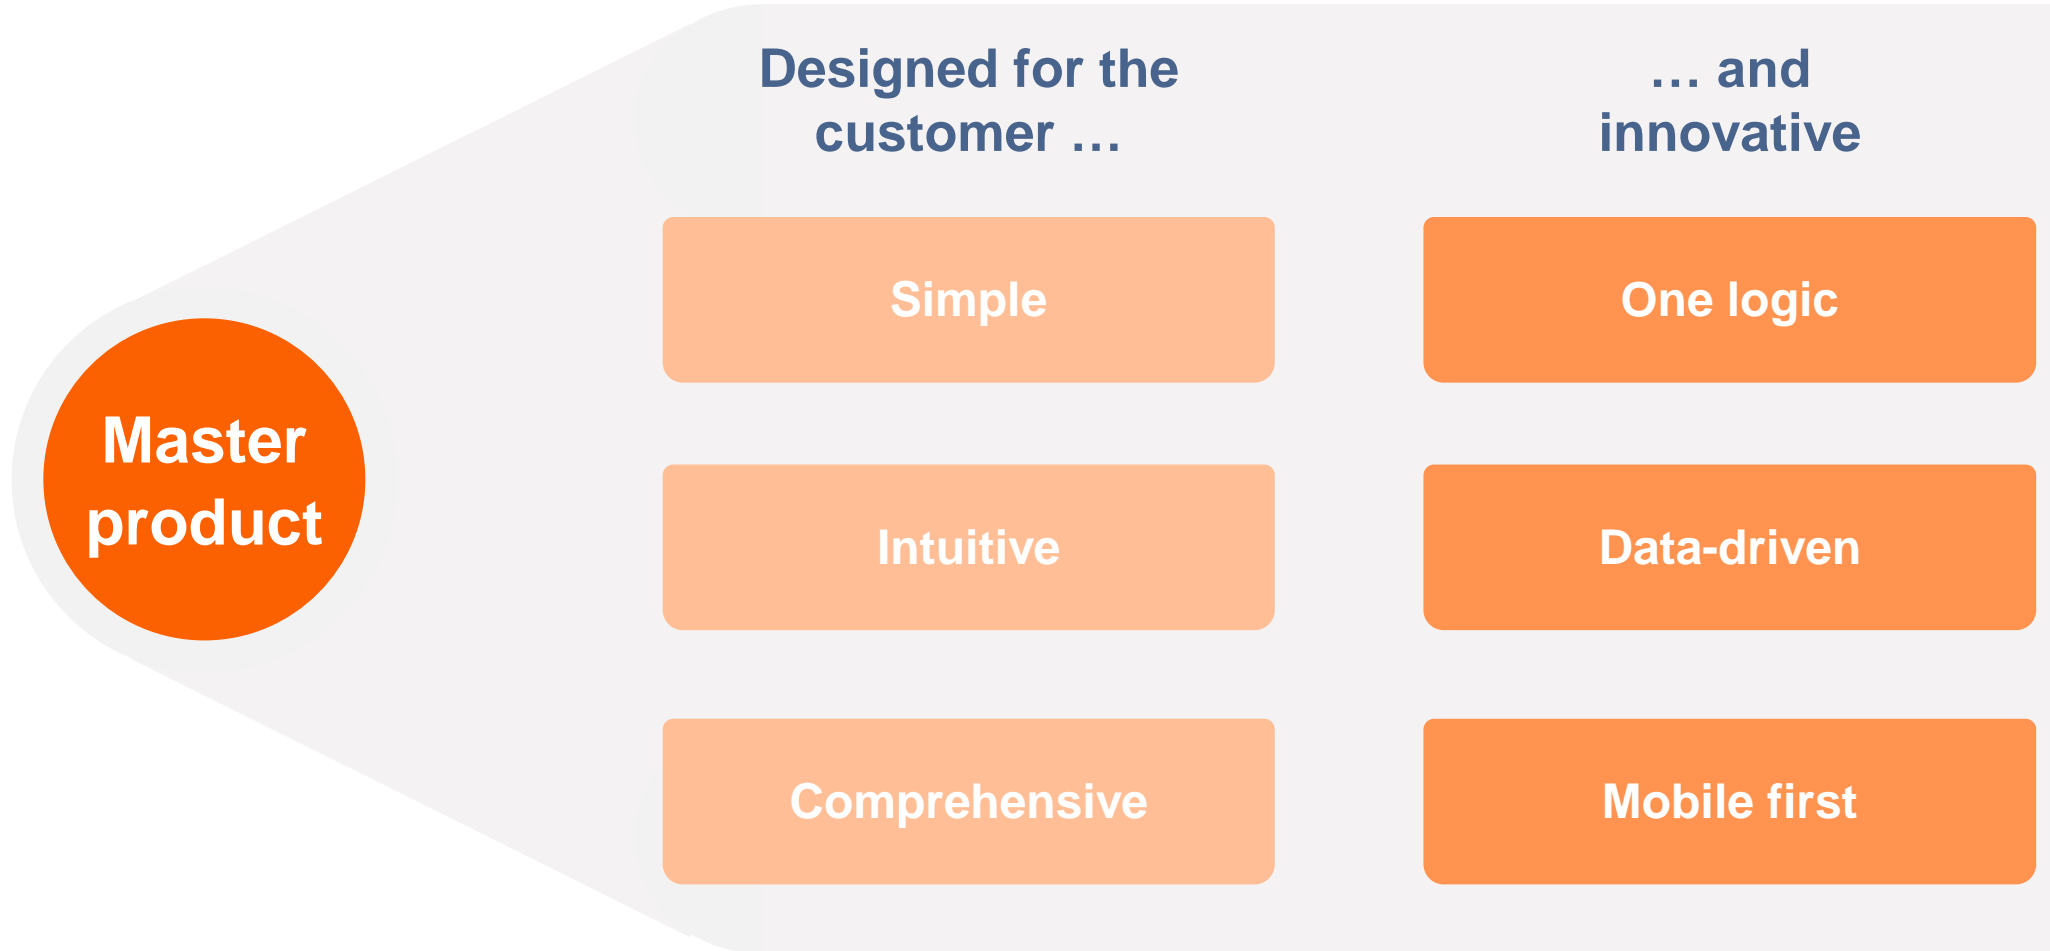 Designed for the
customer …
… and
innovative
Simple
One logic
Master
product
Intuitive
Data-driven
Comprehensive
Mobile first